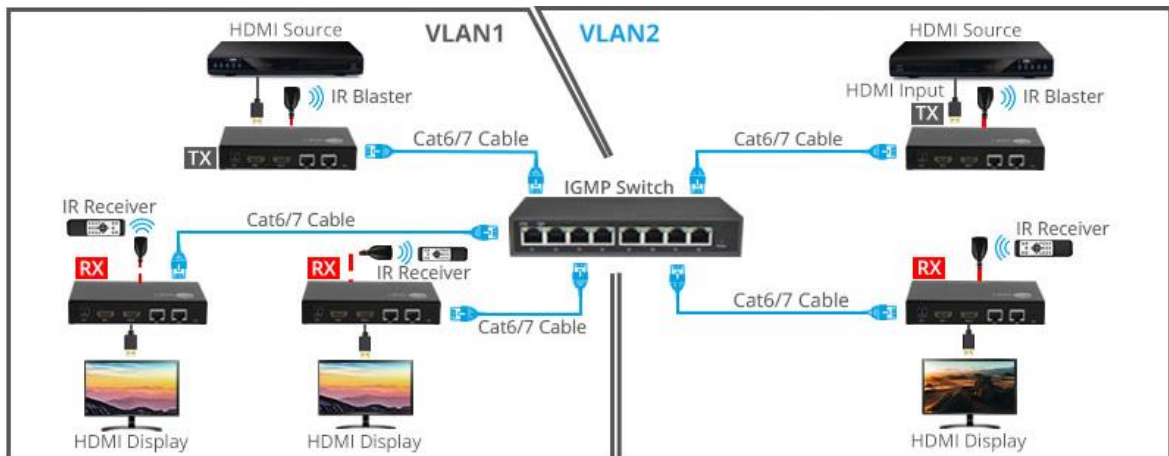 HDMI Source
VLAN1
VLAN2
HDMI Source
IR Blaster
HDMI Input
IR Blaster
TX
TX
Cat6/7 Cable
Cat6/7 Cable
IGMP Switch
IR Receiver
Cat6/7 Cable
IR Receiver
RX
RX
IR Receiver
RX
Cat6/7 Cable
Cat6/7 Cable
HDMI Display
HDMI Display
HDMI Display